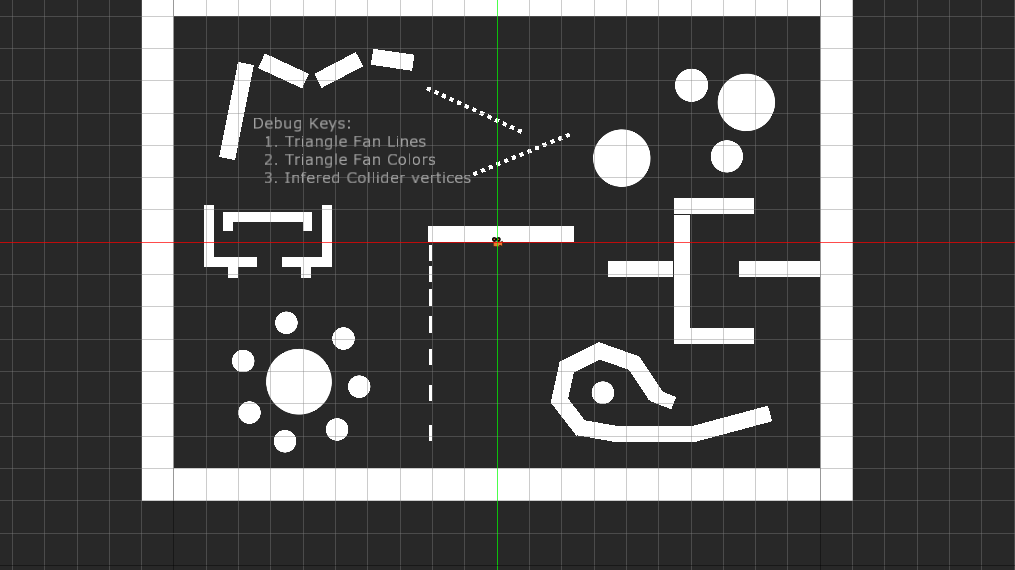 Debug Keys:
1. Triangle Fan Lines
2. Triangle Fan Colors
3. Infered Collider vertices